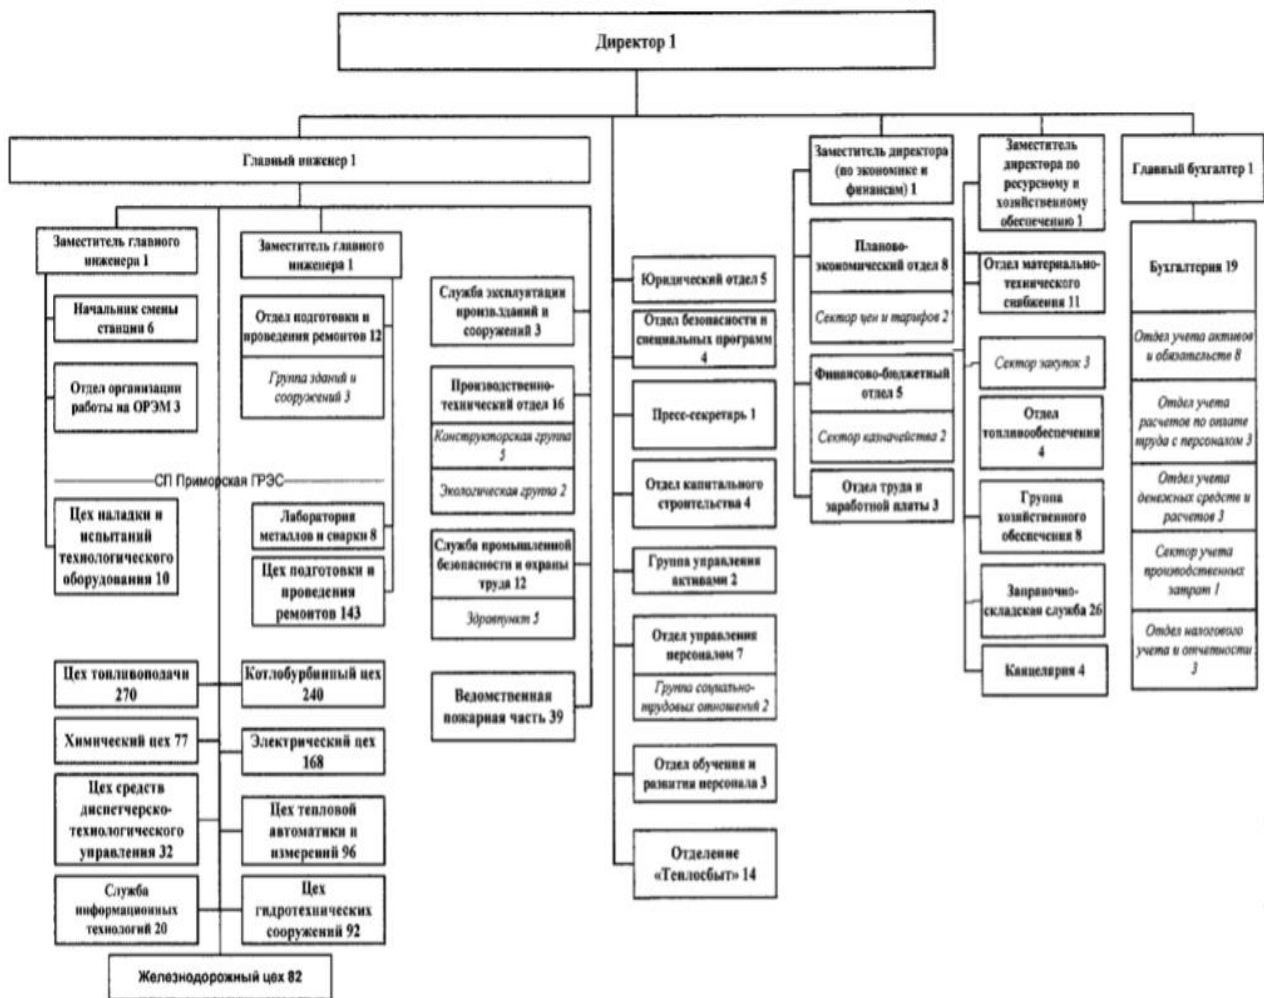 Директор 1
Главный инженер 1
Заместитель главного
инженера 1
Начальник смены
станции 6
Отдел организации
работы на ОРЭМ 3
Заместитель главного
инженера 1
Отдел подготовки и
проведения ремонтов 12
Группа зданий и
сооружений 3
СП Приморская ГРЭС
Цех наладки и
испытаний
технологического
оборудования 10
Лаборатория
металлов и сварки 8
Цех подготовки и
проведения
ремонтов 143
Цех топливоподачи
270
Котлобурбинный цех
240
Химический цех 77
Электрический цех
168
Цех средств
диспетчерско-
технологического
управления 32
Цех тепловой
автоматики и
измерений 96
Служба
информационных
технологий 20
Цех
гидротехнических
сооружений 92
Железнодорожный цех 82
Служба эксплуатации
произв.зданий и
сооружений 3
Производственно-
технический отдел 16
Конструкторская группа
5
Экологическая группа 2
Служба промышленной
безопасности и охраны
труда 12
Здравпункт 5
Ведомственная
пожарная часть 39
Юридический отдел 5
Отдел безопасности и
специальных программ
4
Пресс-секретарь 1
Отдел капитального
строительства 4
Группа управления
активами 2
Отдел управления
персоналом 7
Группа социально-
трудовых отношений 2
Отдел обучения и
развития персонала 3
Отделение
«Теплосбыт» 14
Заместитель директора
(по экономике и
финансам) 1
Планово-
экономический отдел 8
Сектор цен и тарифов 2
Финансово-бюджетный
отдел 5
Сектор казначейства 2
Отдел труда и
заработной платы 3
Заместитель
директора по
ресурсному и
хозяйственному
обеспечению 1
Отдел материально-
технического
снабжения 11
Сектор закупок 3
Отдел
топливообеспечения
4
Группа
хозяйственного
обеспечения 8
Заправочно-
складская служба 26
Канцелярия 4
Главный бухгалтер 1
Бухгалтерия 19
Отдел учета активов
и обязательств 8
Отдел учета
расчетов по оплате
труда с персоналом 3
Отдел учета
денежных средств и
расчетов 3
Сектор учета
производственных
затрат 1
Отдел налогового
учета и отчетности
3